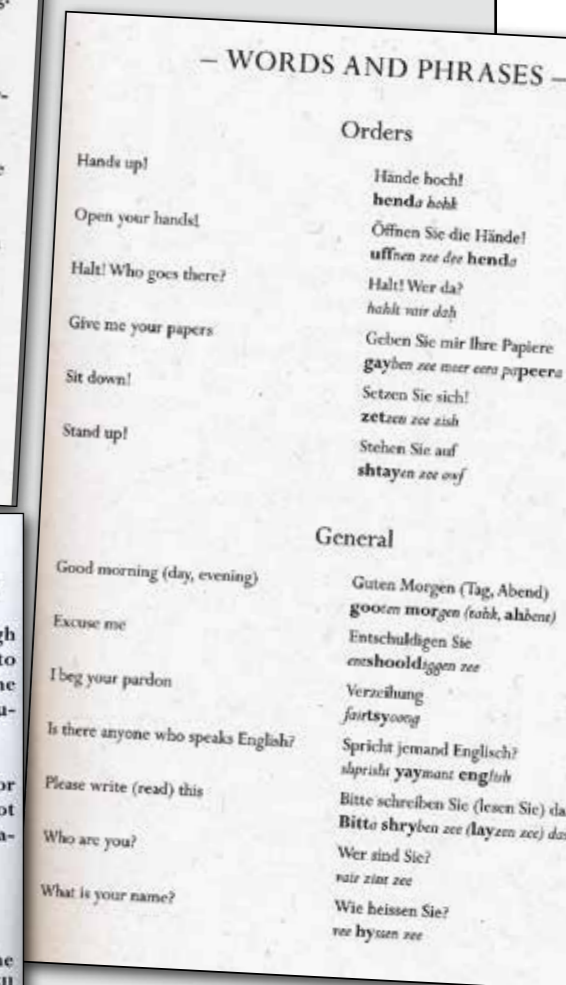 – WORDS AND PHRASES –
Orders
Hands up!
Hände hoch!
henda hohk
Open your hands!
Öffnen Sie die Hände!
uffnen zee dee henda
Halt! Who goes there?
Halt! Wer da?
hahlt vair dah
Give me your papers
Geben Sie mir Ihre Papiere
gayben zee meer eera papeera
Sit down!
Setzen Sie sich!
zetzen zee zish
Stand up!
Stehen Sie auf
shtayen zee owf
General
Good morning (day, evening)
Guten Morgen (Tag, Abend)
gooten morgen (tahk, ahbent)
Excuse me
Entschuldigen Sie
entshooldiggen zee
I beg your pardon
Verzeihung
fairtsyoong
Is there anyone who speaks English?
Spricht jemand Englisch?
shprisht yaymant english
Please write (read) this
Bitte schreiben Sie (lesen Sie) da
Bitta shryben zee (layzen zee) das
Who are you?
Wer sind Sie?
vair zint zee
What is your name?
Wie heissen Sie?
vee hyssen zee